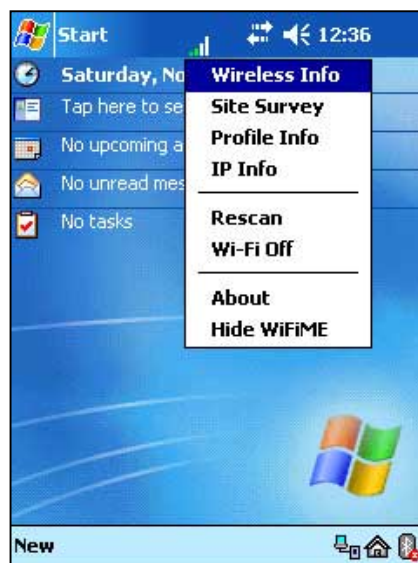 Start 12:36
Saturday, No
Tap here to se
No upcoming a
No unread mes
No tasks
Wireless Info
Site Survey
Profile Info
IP Info
Rescan
Wi-Fi Off
About
Hide WiFiME
New